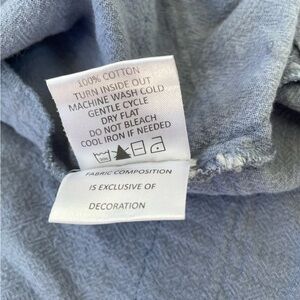 100% COTTON
TURN INSIDE OUT
MACHINE WASH COLD
GENTLE CYCLE
DRY FLAT
DO NOT BLEACH
COOL IRON IF NEEDED
FABRIC COMPOSITION
IS EXCLUSIVE OF
DECORATION